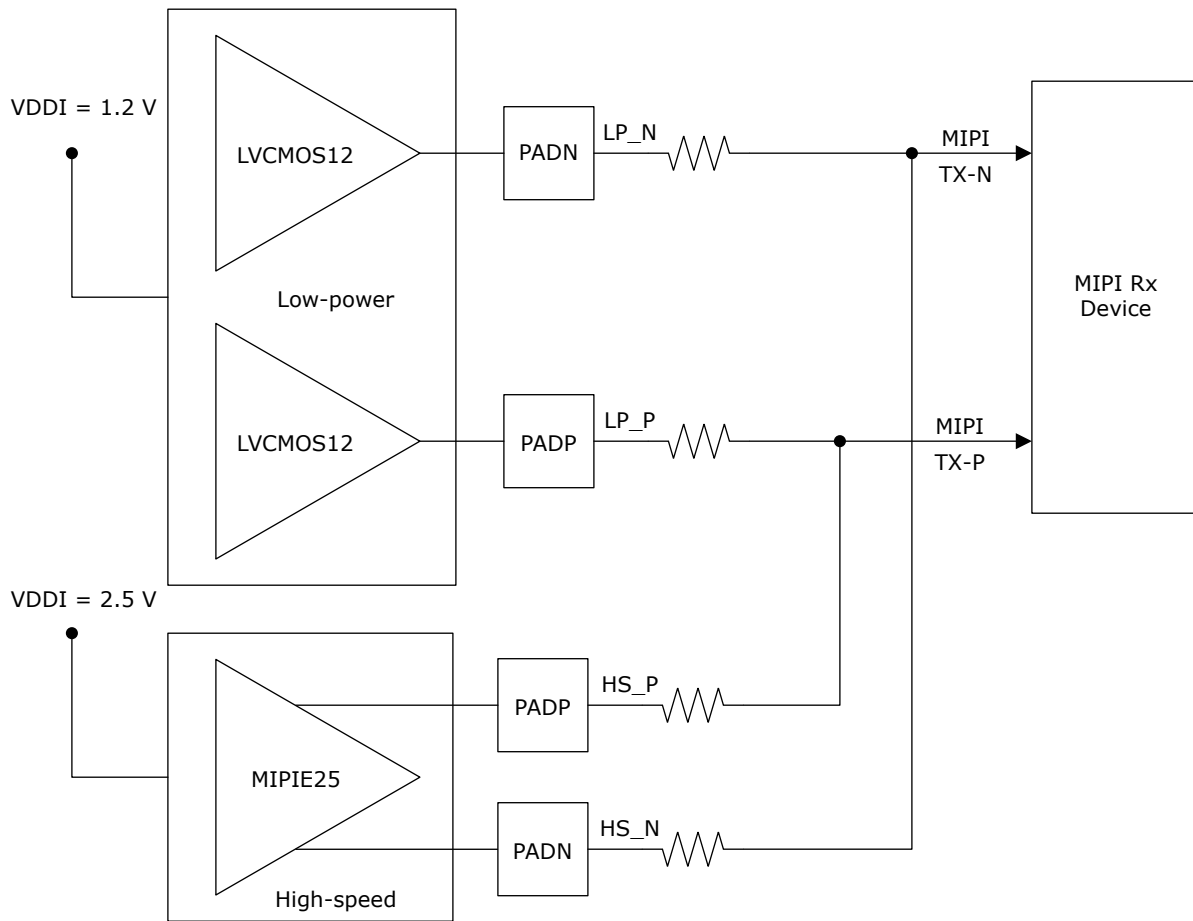 VDDI = 1.2 V
LVCMOS12
PADN
LP_N
MIPI
TX-N
Low-power
MIPI Rx
Device
LVCMOS12
PADP
LP_P
MIPI
TX-P
VDDI = 2.5 V
MIPIE25
PADP
HS_P
PADN
HS_N
High-speed